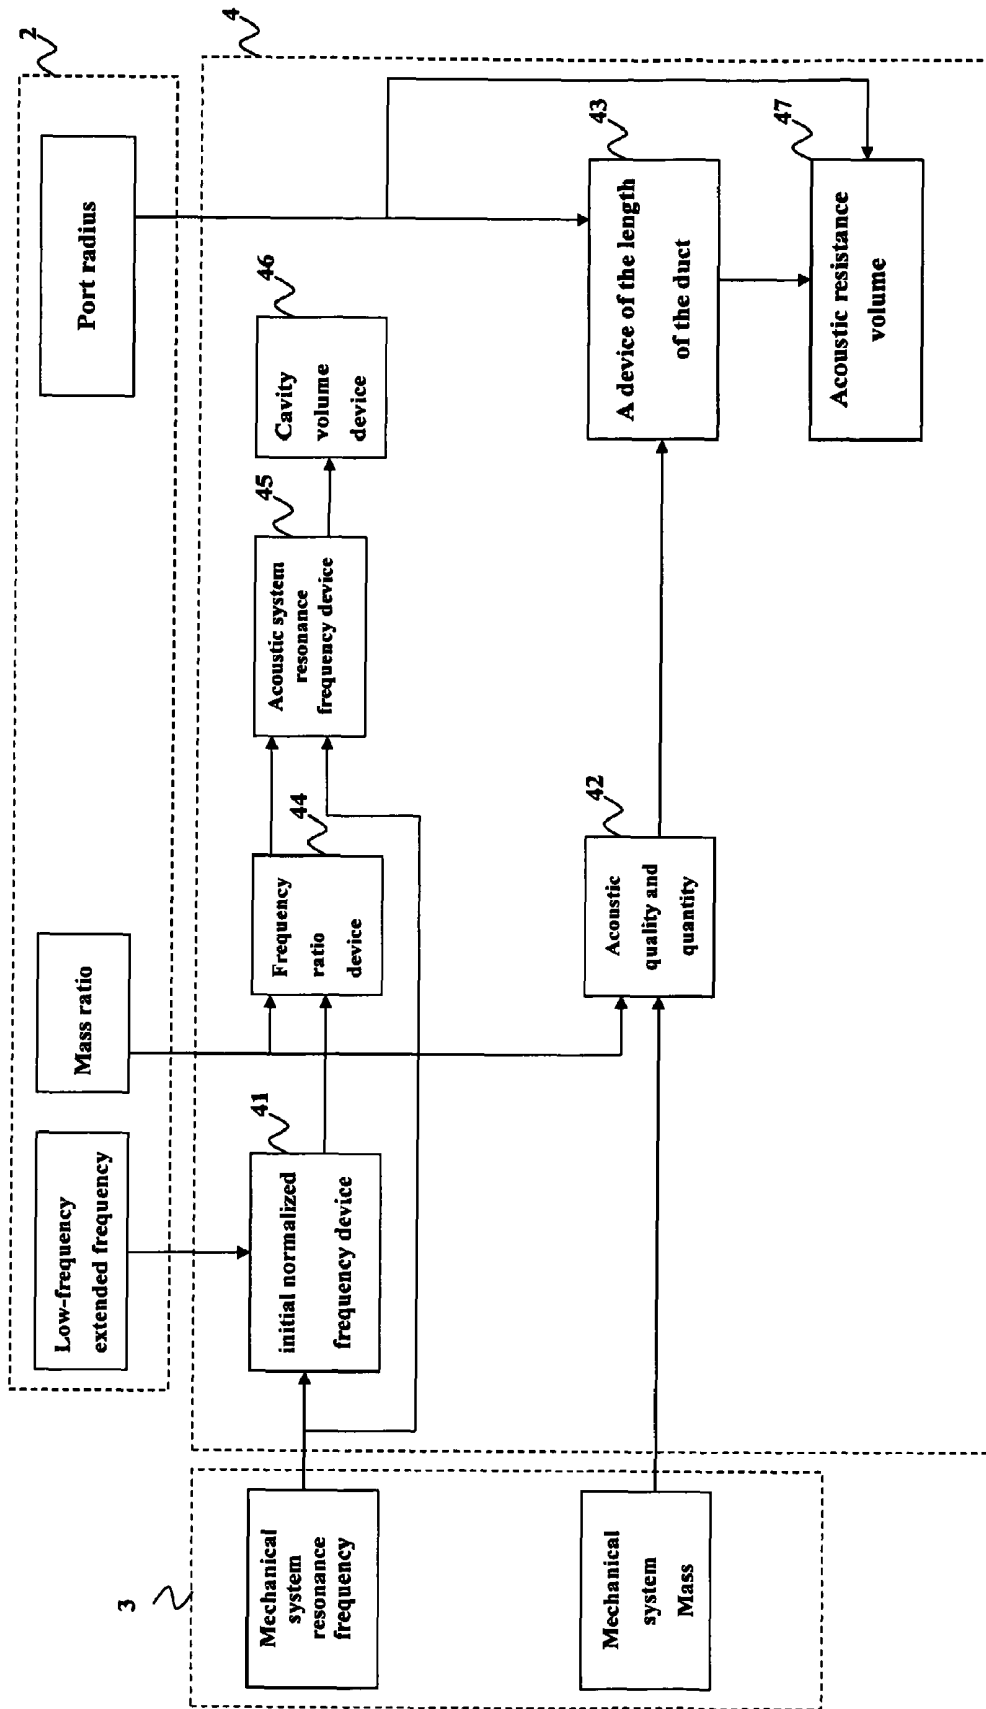 2
Low-frequency
extended frequency
Mass ratio
Port radius
4
3
Mechanical
system
resonance
frequency
Mechanical
system
Mass
41
initial normalized
frequency device
44
Frequency
ratio
device
45
Acoustic system
resonance
frequency device
46
Cavity
volume
device
42
Acoustic
quality and
quantity
43
A device of the length
of the duct
47
Acoustic resistance
volume